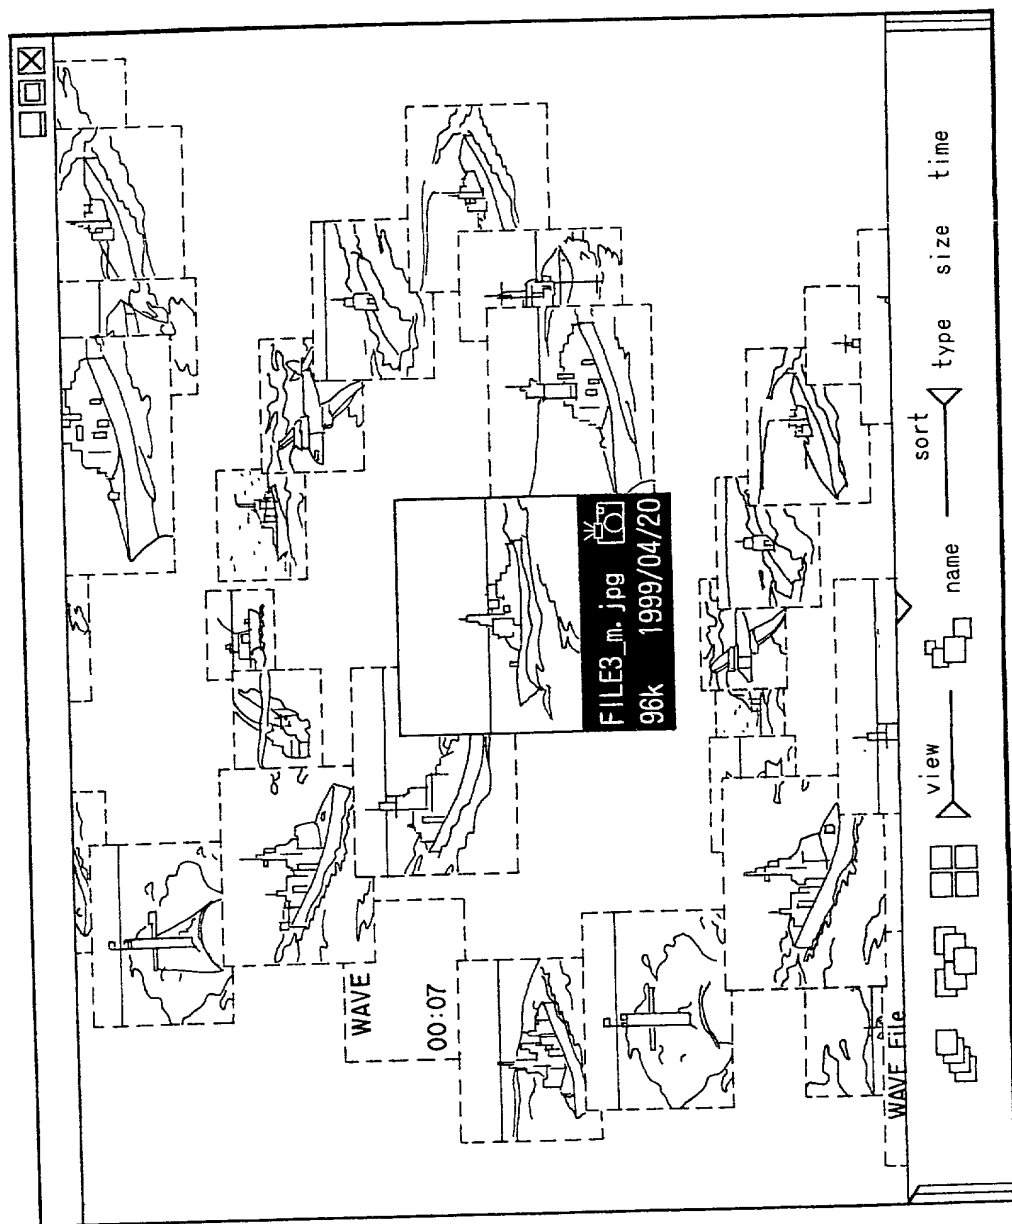 WAVE
00:07
FILE3_m.jpg
96k 1999/04/20
WAVE File
view sort
name type size time